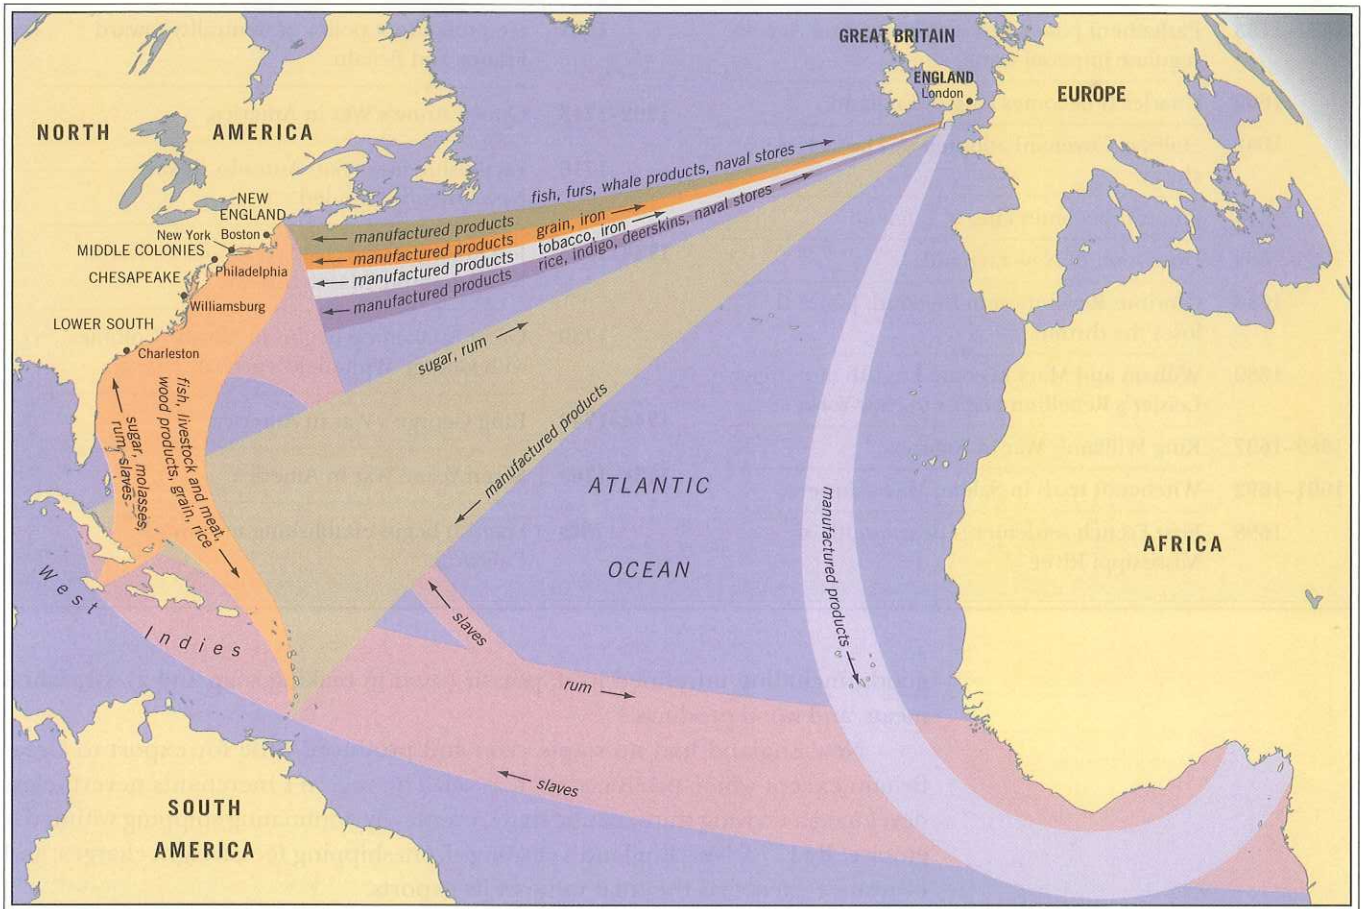 GREAT BRITAIN
ENGLAND
London
EUROPE
NORTH AMERICA
NEW
ENGLAND
New York
Boston
MIDDLE COLONIES
Philadelphia
CHESAPEAKE
Williamsburg
LOWER SOUTH
Charleston
fish, furs, whale products, naval stores
manufactured products
grain, iron
manufactured products
tobacco, iron
manufactured products
rice, indigo, deerskins, naval stores
manufactured products
sugar, rum
manufactured products
fish, livestock and meat,
wood products, grain, rice
sugar, molasses,
rum, slaves
ATLANTIC
OCEAN
manufactured products
AFRICA
West Indies
slaves
rum
slaves
SOUTH
AMERICA